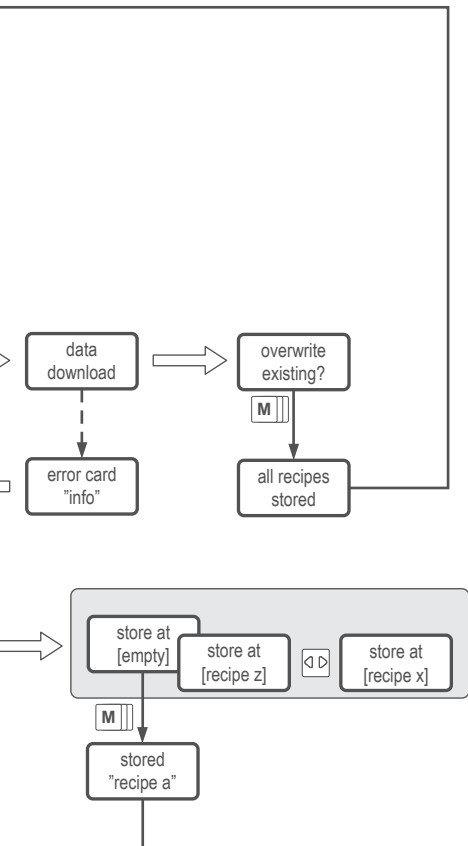 data
download
overwrite
existing?
M
error card
"info"
all recipes
stored
store at
[empty]
store at
[recipe z]
store at
[recipe x]
M
stored
"recipe a"